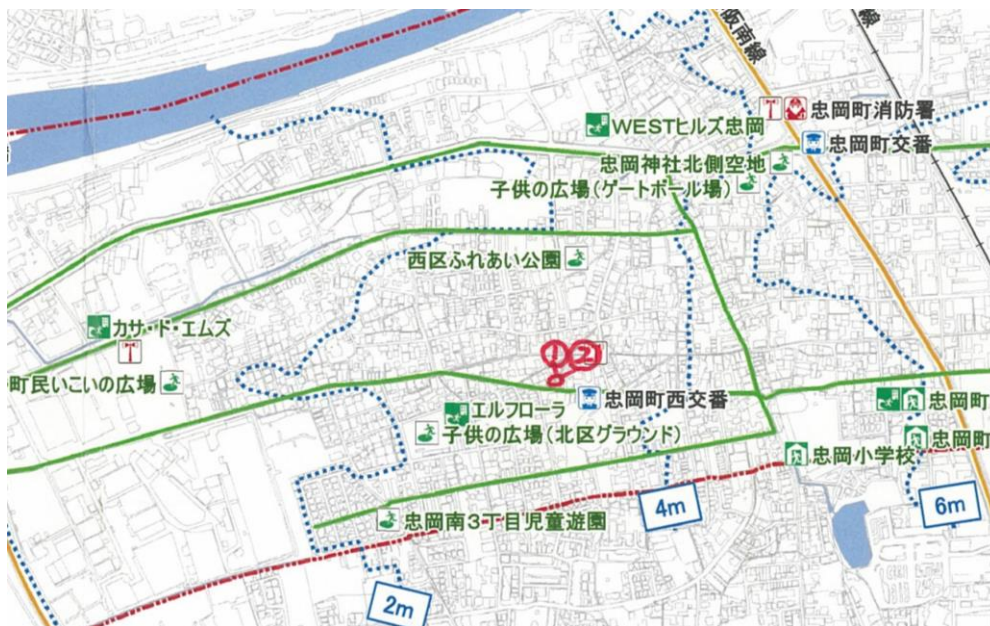 阪南線
線
忠岡町消防署
WESTヒルズ忠岡
忠岡町交番
忠岡神社北側空地
子供の広場(ゲートボール場)
西区ふれあい公園
カサ・ド・エムズ
町民いこいの広場
① ②
忠岡町西交番
エルフローラ
子供の広場(北区グラウンド)
忠岡町
忠岡町
忠岡小学校
4m
6m
忠岡南3丁目児童遊園
2m